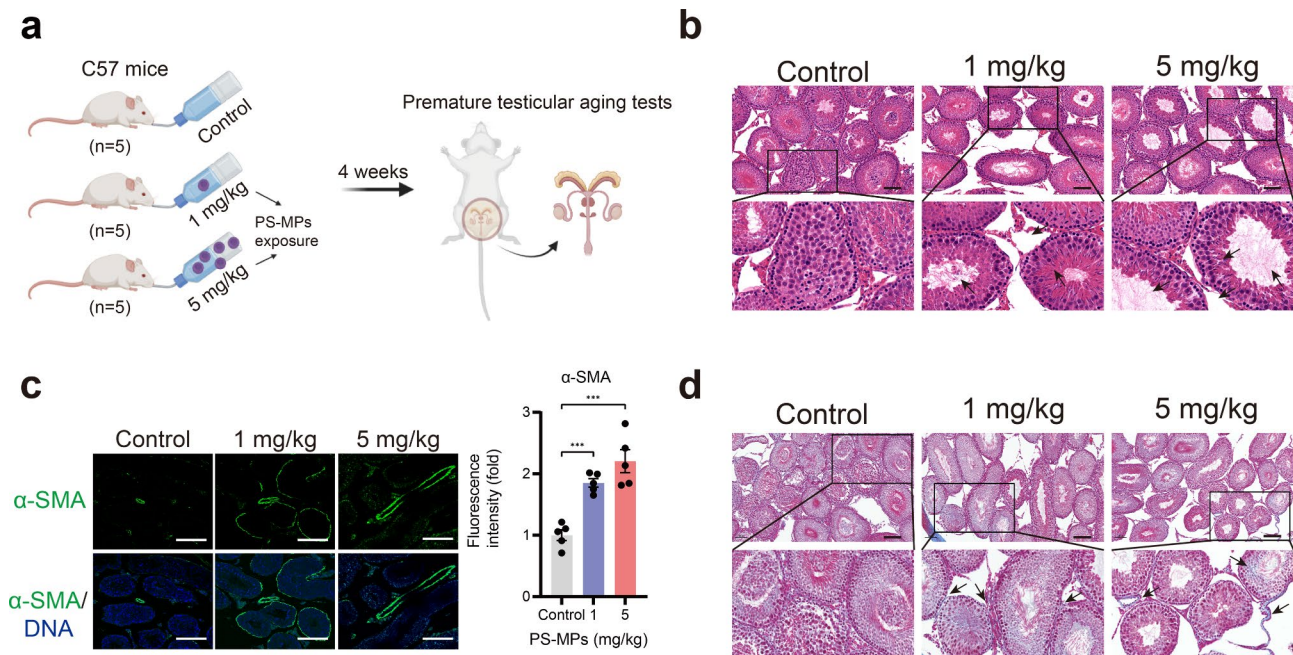 a
C57 mice
Control
(n=5)
1 mg/kg
(n=5)
5 mg/kg
(n=5)
PS-MPs
exposure
4 weeks
Premature testicular aging tests
b
Control
1 mg/kg
5 mg/kg
c
Control
1 mg/kg
5 mg/kg
α-SMA
α-SMA/
DNA
α-SMA
Fluorescence
intensity (fold)
3
2
1
0
***
***
Control 1 5
PS-MPs (mg/kg)
d
Control
1 mg/kg
5 mg/kg